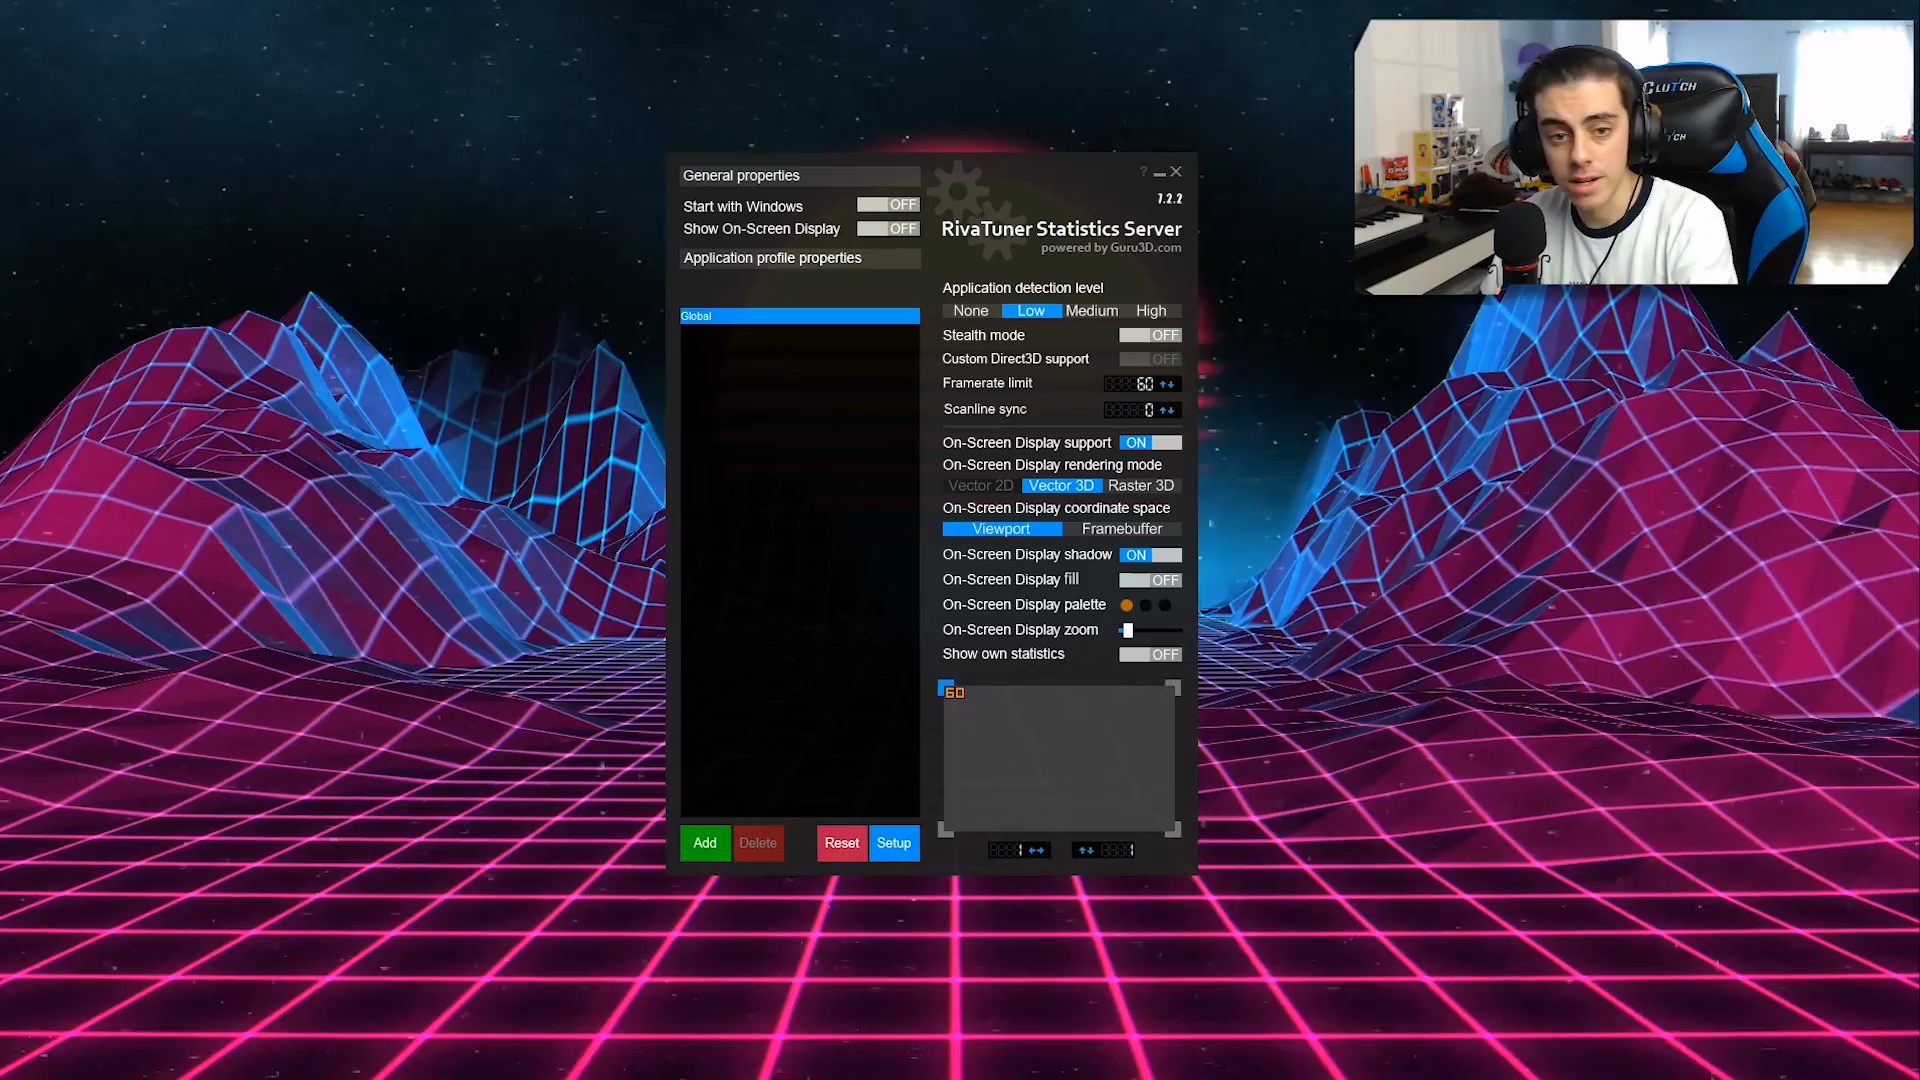 General properties
Start with Windows OFF
Show On-Screen Display OFF
Application profile properties
Global
Add
Delete
Reset
Setup
?
7.2.2
RivaTuner Statistics Server
powered by Guru3D.com
Application detection level
None Low Medium High
Stealth mode OFF
Custom Direct3D support OFF
Framerate limit 60
Scanline sync 0
On-Screen Display support ON
On-Screen Display rendering mode
Vector 2D Vector 3D Raster 3D
On-Screen Display coordinate space
Viewport Framebuffer
On-Screen Display shadow ON
On-Screen Display fill OFF
On-Screen Display palette
On-Screen Display zoom
Show own statistics OFF
60
1 1
CLUTCH